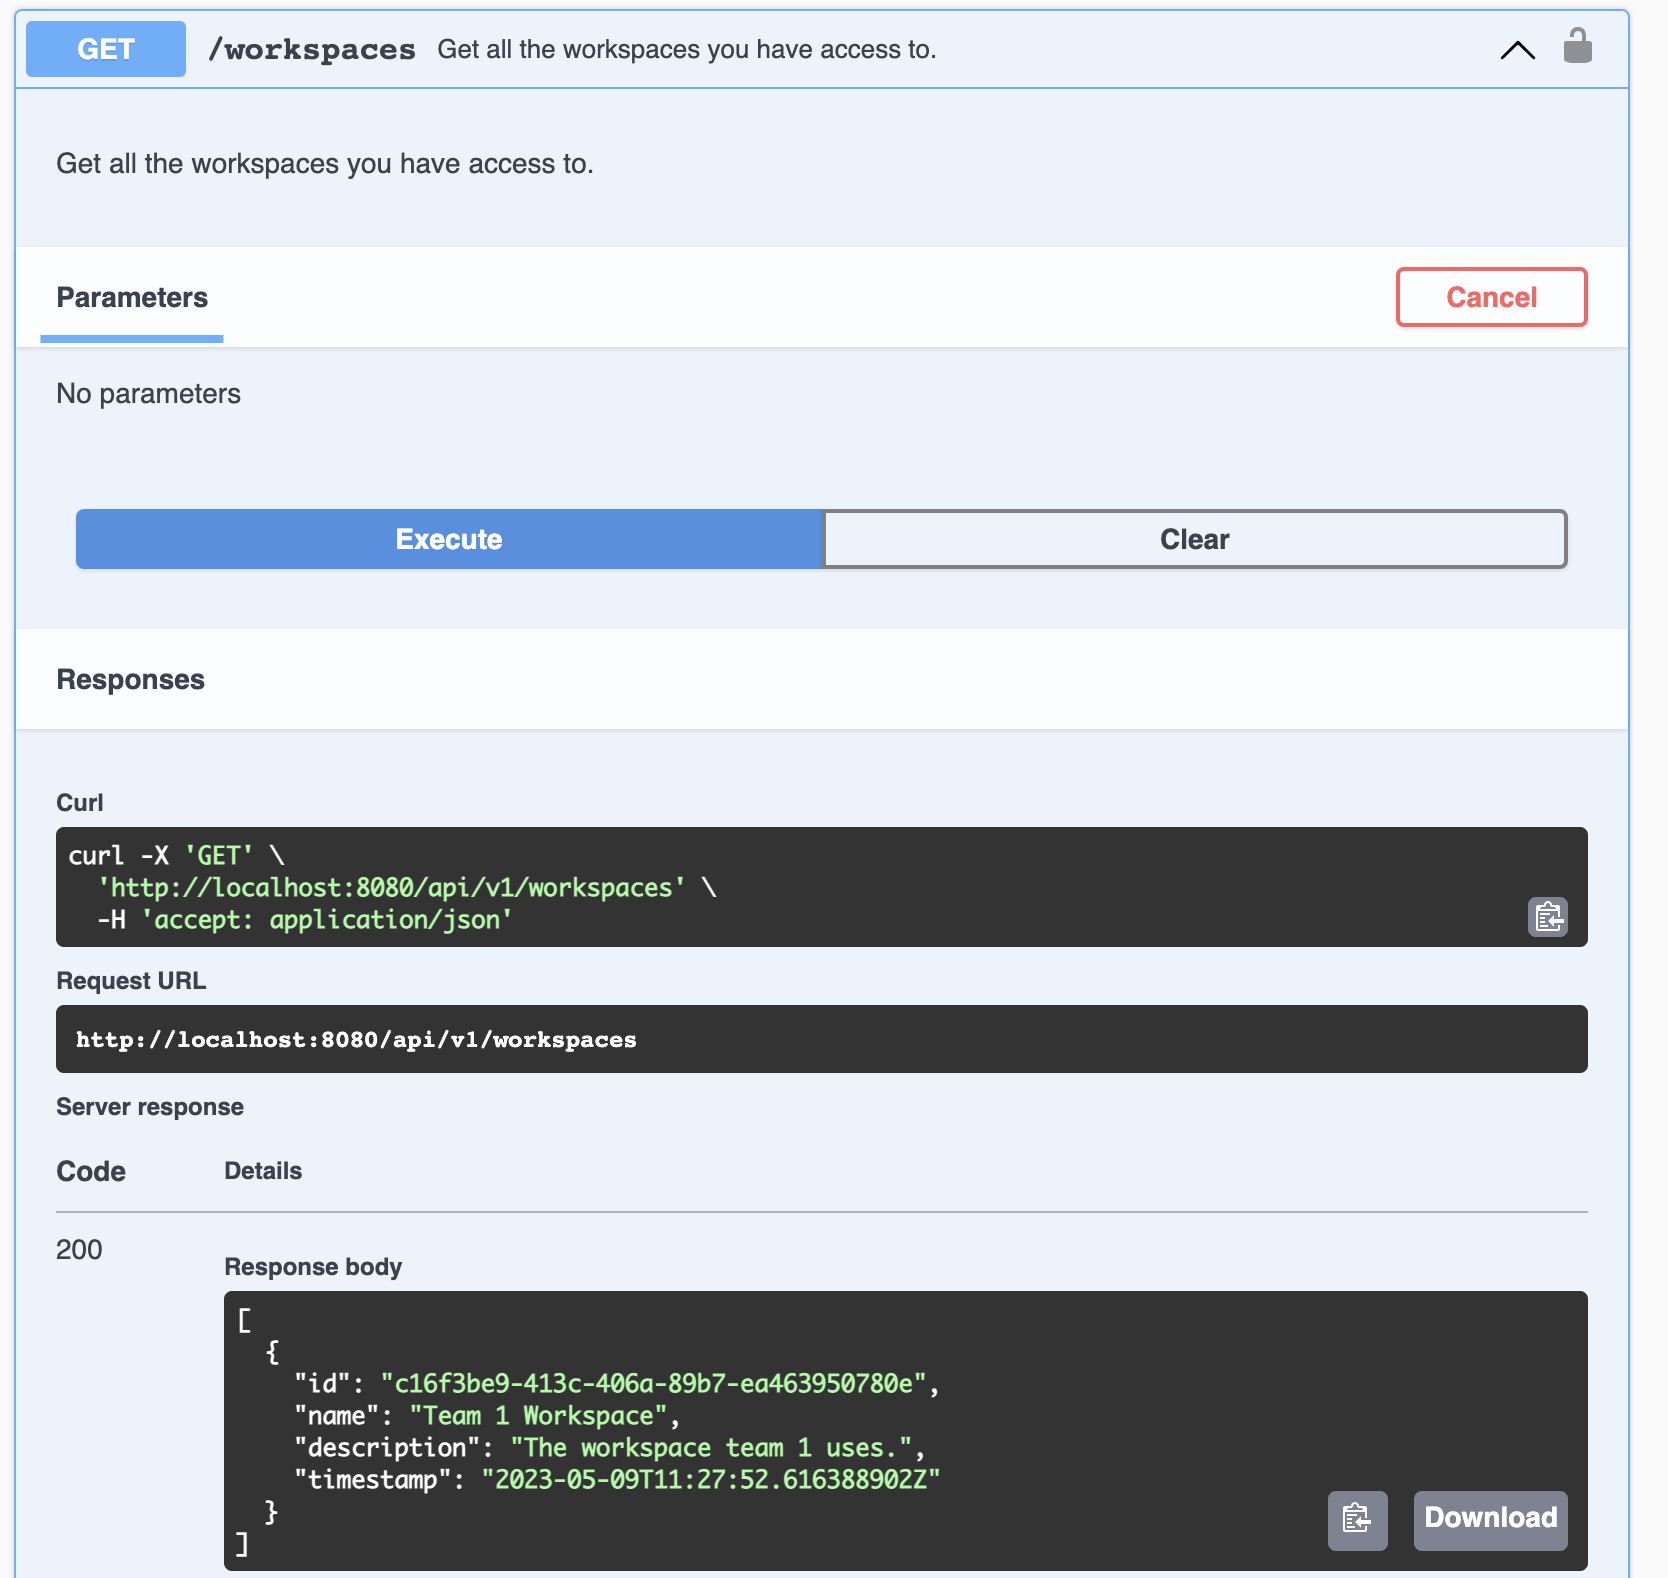 GET /workspaces Get all the workspaces you have access to.
Get all the workspaces you have access to.
Parameters Cancel
No parameters
Execute Clear
Responses
Curl
curl -X 'GET' \
  'http://localhost:8080/api/v1/workspaces' \
  -H 'accept: application/json'
Request URL
http://localhost:8080/api/v1/workspaces
Server response
Code Details
200
Response body
[
  {
    "id": "c16f3be9-413c-406a-89b7-ea463950780e",
    "name": "Team 1 Workspace",
    "description": "The workspace team 1 uses.",
    "timestamp": "2023-05-09T11:27:52.616388902Z"
  }
]
Download